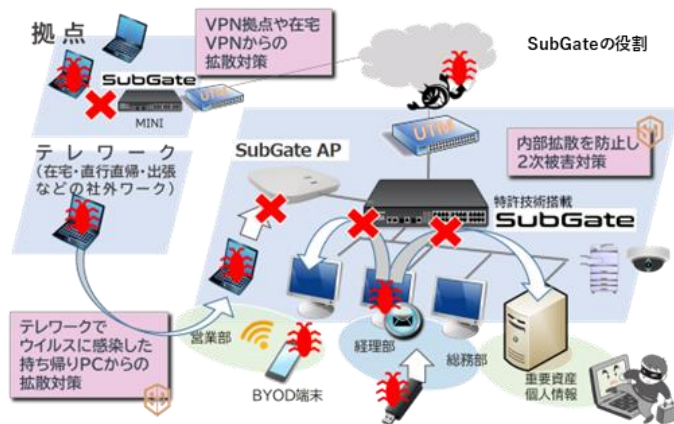 SubGateの役割
拠点
VPN拠点や在宅
VPNからの
拡散対策
SubGate
MINI
UTM
UTM
テレワーク
(在宅・直行直帰・出張
などの社外ワーク)
SubGate AP
内部拡散を防止し
2次被害対策
特許技術搭載
SubGate
テレワークで
ウイルスに感染した
持ち帰りPCからの
拡散対策
営業部
BYOD端末
経理部
総務部
重要資産
個人情報